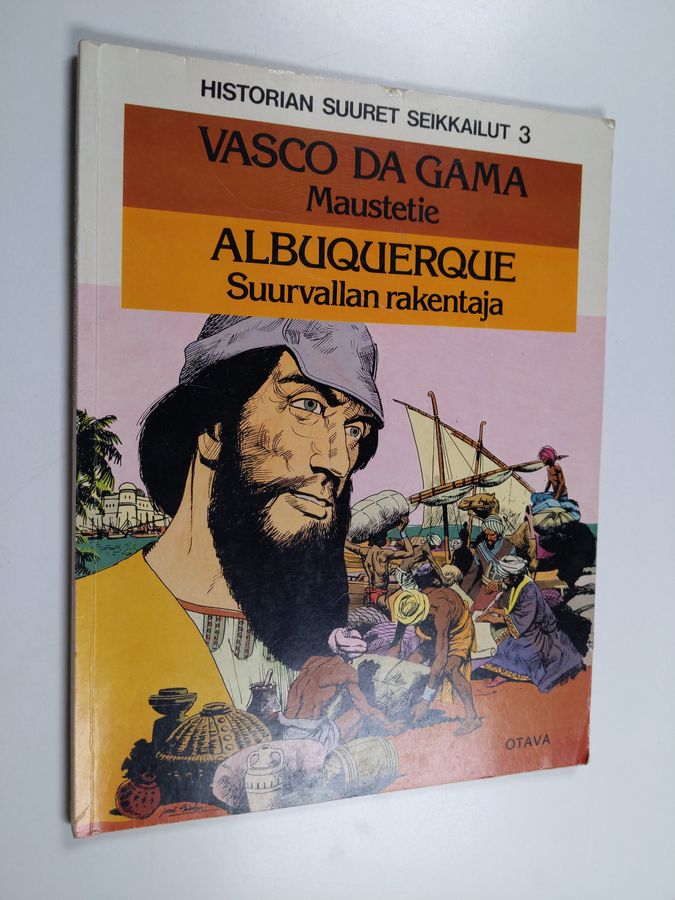 HISTORIAN SUURET SEIKKAILUT 3
VASCO DA GAMA
Maustetie
ALBUQUERQUE
Suurvallan rakentaja
OTAVA